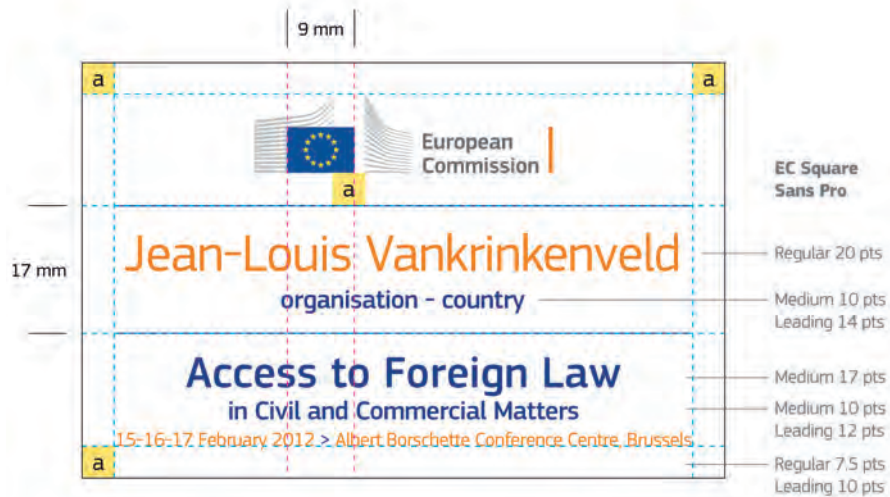 9 mm
a
a
European
Commission
EC Square
Sans Pro
a
Jean-Louis Vankrinkenveld
Regular 20 pts
17 mm
organisation - country
Medium 10 pts
Leading 14 pts
Access to Foreign Law
Medium 17 pts
in Civil and Commercial Matters
Medium 10 pts
Leading 12 pts
15-16-17 February 2012 > Albert Borschette Conference Centre, Brussels
a
Regular 7.5 pts
Leading 10 pts